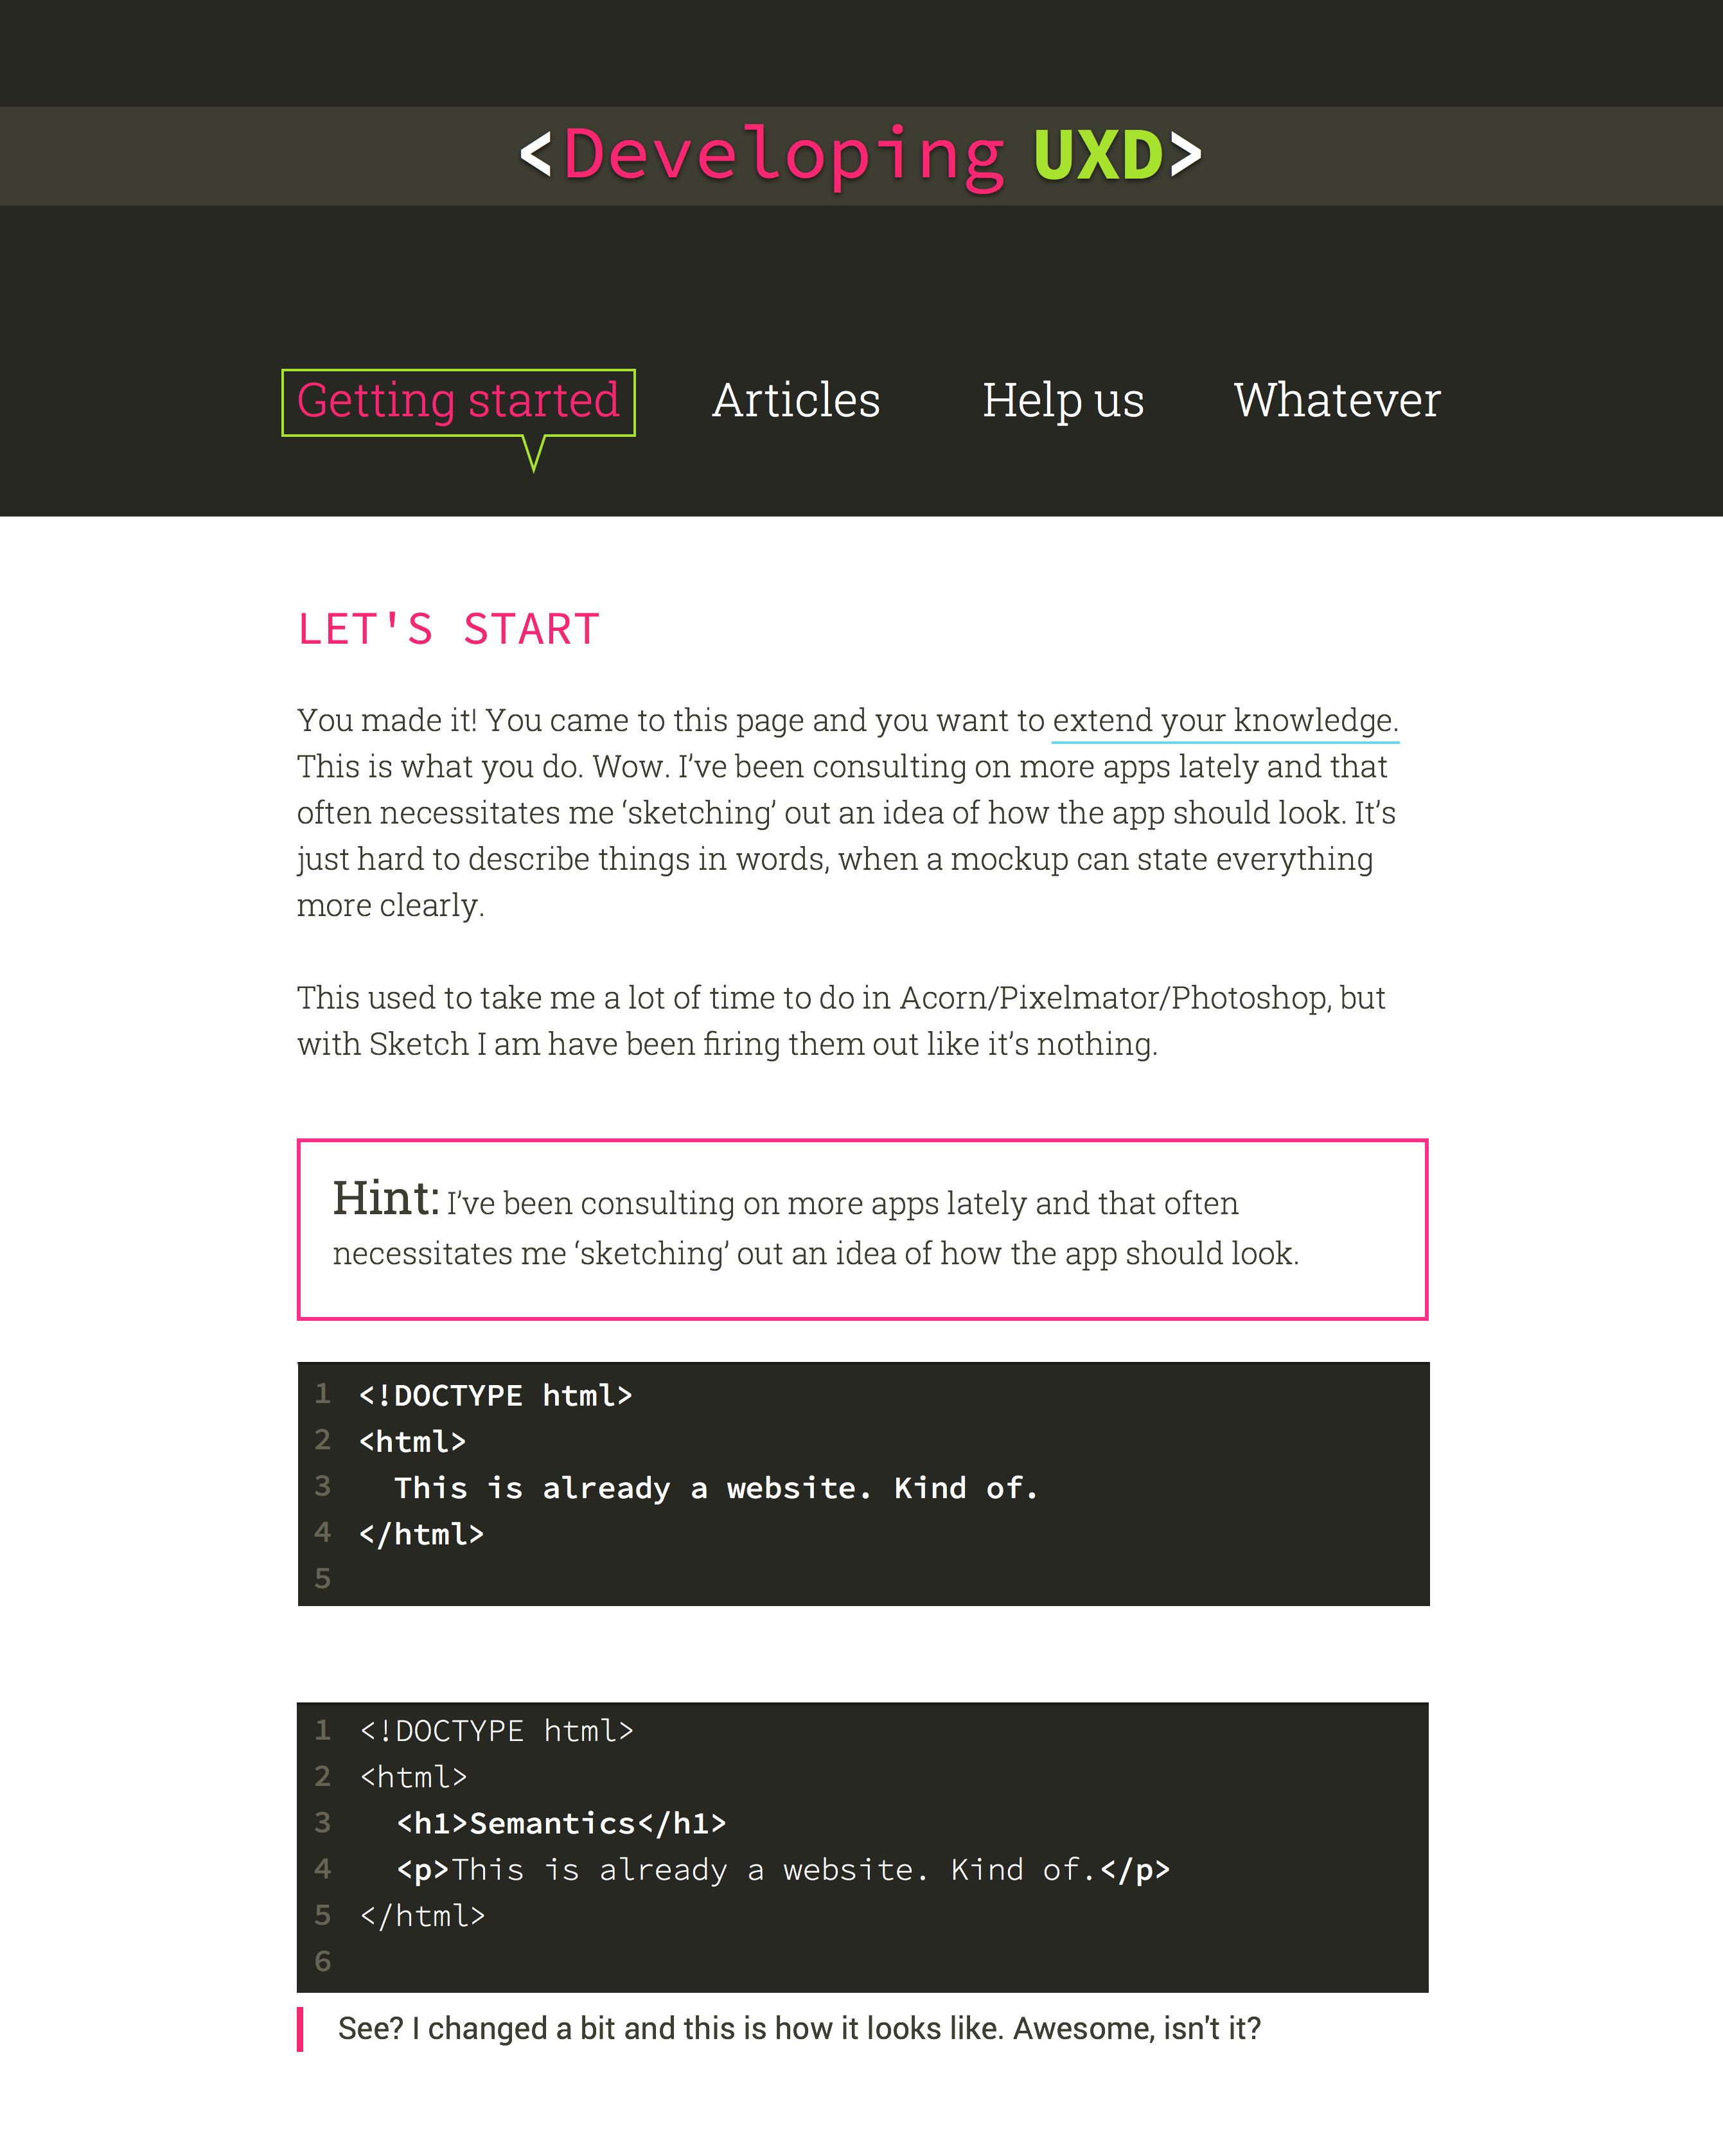 <Developing UXD>
Getting started Articles Help us Whatever
LET'S START
You made it! You came to this page and you want to extend your knowledge.
This is what you do. Wow. I’ve been consulting on more apps lately and that
often necessitates me ‘sketching’ out an idea of how the app should look. It’s
just hard to describe things in words, when a mockup can state everything
more clearly.
This used to take me a lot of time to do in Acorn/Pixelmator/Photoshop, but
with Sketch I am have been firing them out like it’s nothing.
Hint: I’ve been consulting on more apps lately and that often
necessitates me ‘sketching’ out an idea of how the app should look.
1 <!DOCTYPE html>
2 <html>
3   This is already a website. Kind of.
4 </html>
5
1 <!DOCTYPE html>
2 <html>
3   <h1>Semantics</h1>
4   <p>This is already a website. Kind of.</p>
5 </html>
6
See? I changed a bit and this is how it looks like. Awesome, isn't it?